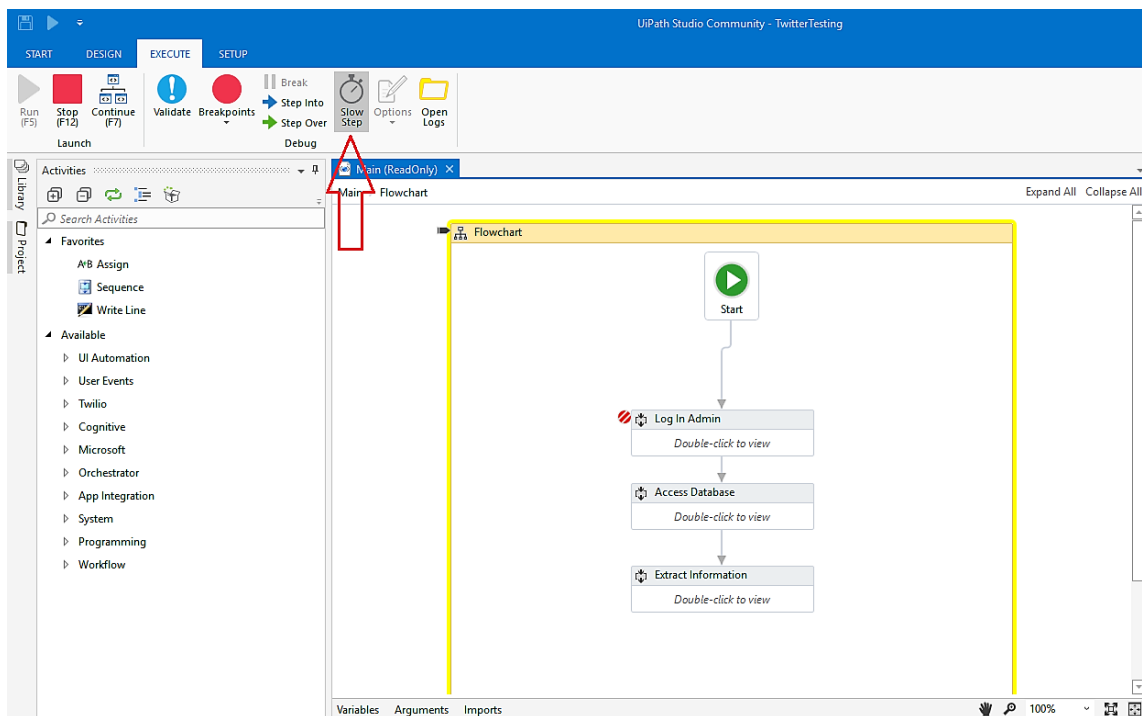 UiPath Studio Community - TwitterTesting
START DESIGN EXECUTE SETUP
Run (F5)
Stop (F12)
Continue (F7)
Validate
Breakpoints
Break
Step Into
Step Over
Slow Step
Options
Open Logs
Launch
Debug
Library
Project
Activities
Search Activities
Favorites
A+B Assign
Sequence
Write Line
Available
UI Automation
User Events
Twilio
Cognitive
Microsoft
Orchestrator
App Integration
System
Programming
Workflow
Main (ReadOnly)
Main Flowchart
Expand All Collapse All
Flowchart
Start
Log In Admin
Double-click to view
Access Database
Double-click to view
Extract Information
Double-click to view
Variables Arguments Imports
100%